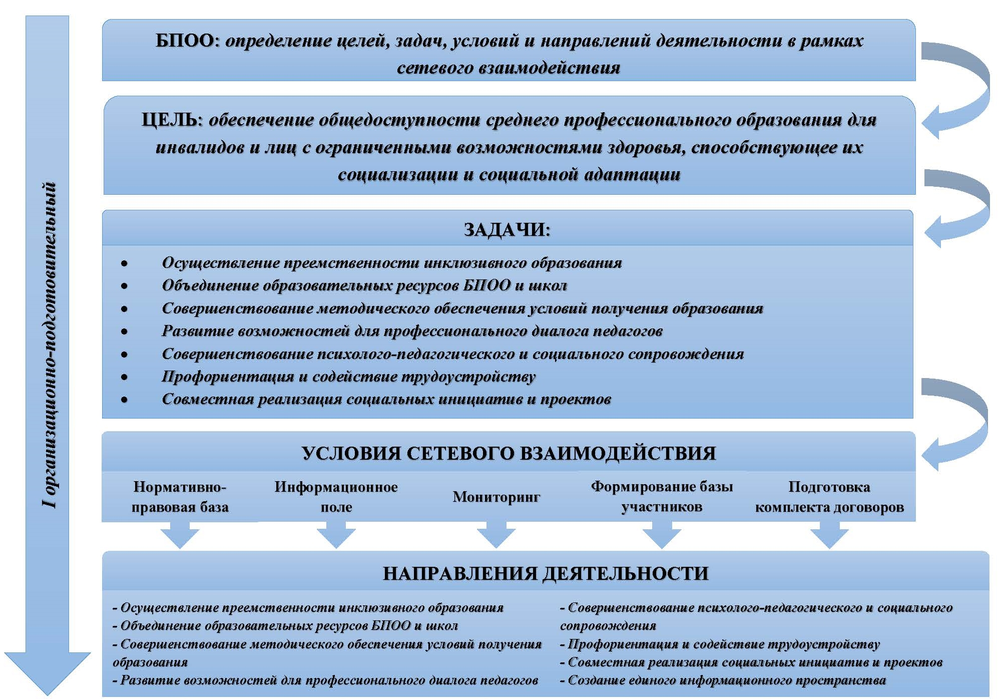 I организационно-подготовительный
БПОО: определение целей, задач, условий и направлений деятельности в рамках
сетевого взаимодействия
ЦЕЛЬ: обеспечение общедоступности среднего профессионального образования для
инвалидов и лиц с ограниченными возможностями здоровья, способствующее их
социализации и социальной адаптации
ЗАДАЧИ:
• Осуществление преемственности инклюзивного образования
• Объединение образовательных ресурсов БПОО и школ
• Совершенствование методического обеспечения условий получения образования
• Развитие возможностей для профессионального диалога педагогов
• Совершенствование психолого-педагогического и социального сопровождения
• Профориентация и содействие трудоустройству
• Совместная реализация социальных инициатив и проектов
УСЛОВИЯ СЕТЕВОГО ВЗАИМОДЕЙСТВИЯ
Нормативно-
правовая база
Информационное
поле
Мониторинг
Формирование базы
участников
Подготовка
комплекта договоров
НАПРАВЛЕНИЯ ДЕЯТЕЛЬНОСТИ
- Осуществление преемственности инклюзивного образования
- Объединение образовательных ресурсов БПОО и школ
- Совершенствование методического обеспечения условий получения
образования
- Развитие возможностей для профессионального диалога педагогов
- Совершенствование психолого-педагогического и социального
сопровождения
- Профориентация и содействие трудоустройству
- Совместная реализация социальных инициатив и проектов
- Создание единого информационного пространства